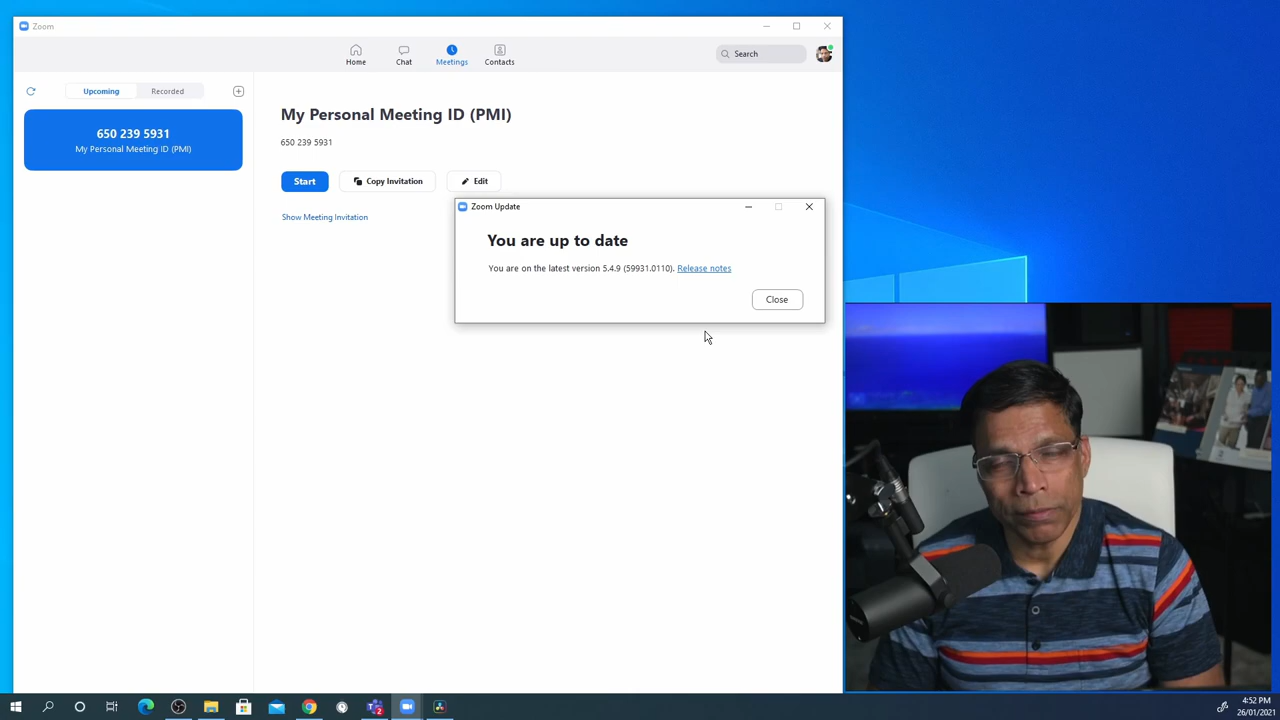 Zoom
Home
Chat
Meetings
Contacts
Search
Upcoming
Recorded
650 239 5931
My Personal Meeting ID (PMI)
My Personal Meeting ID (PMI)
650 239 5931
Start
Copy Invitation
Edit
Show Meeting Invitation
Zoom Update
You are up to date
You are on the latest version 5.4.9 (59931.0110). Release notes
Close
2
4:52 PM
26/01/2021